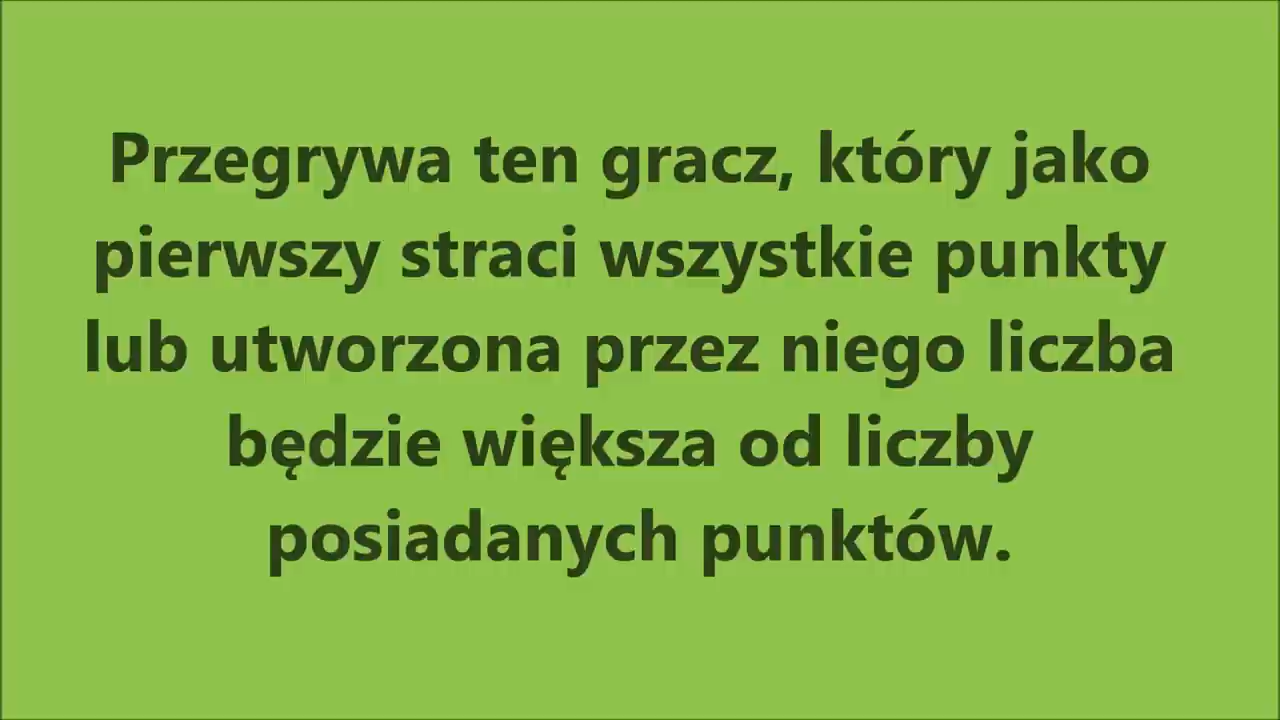 Przegrywa ten gracz, który jako
pierwszy straci wszystkie punkty
lub utworzona przez niego liczba
będzie większa od liczby
posiadanych punktów.